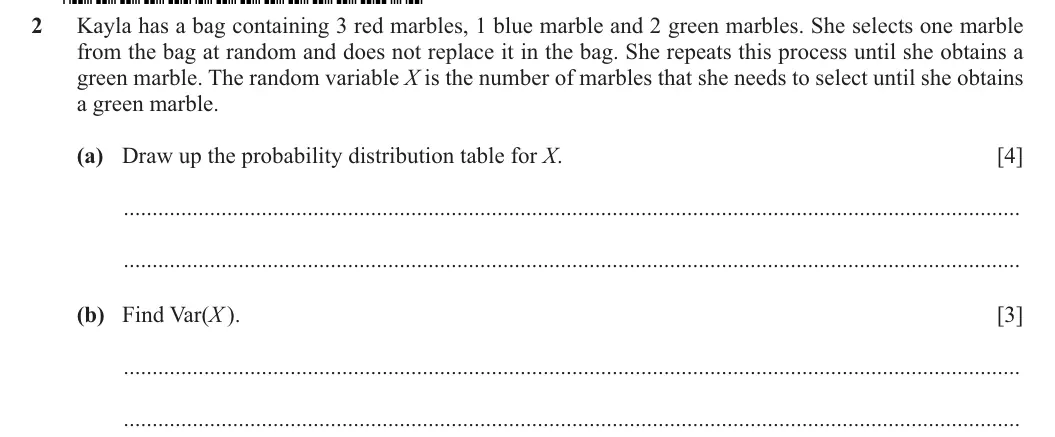 2 Kayla has a bag containing 3 red marbles, 1 blue marble and 2 green marbles. She selects one marble
from the bag at random and does not replace it in the bag. She repeats this process until she obtains a
green marble. The random variable X is the number of marbles that she needs to select until she obtains
a green marble.
(a) Draw up the probability distribution table for X. [4]
(b) Find Var(X). [3]